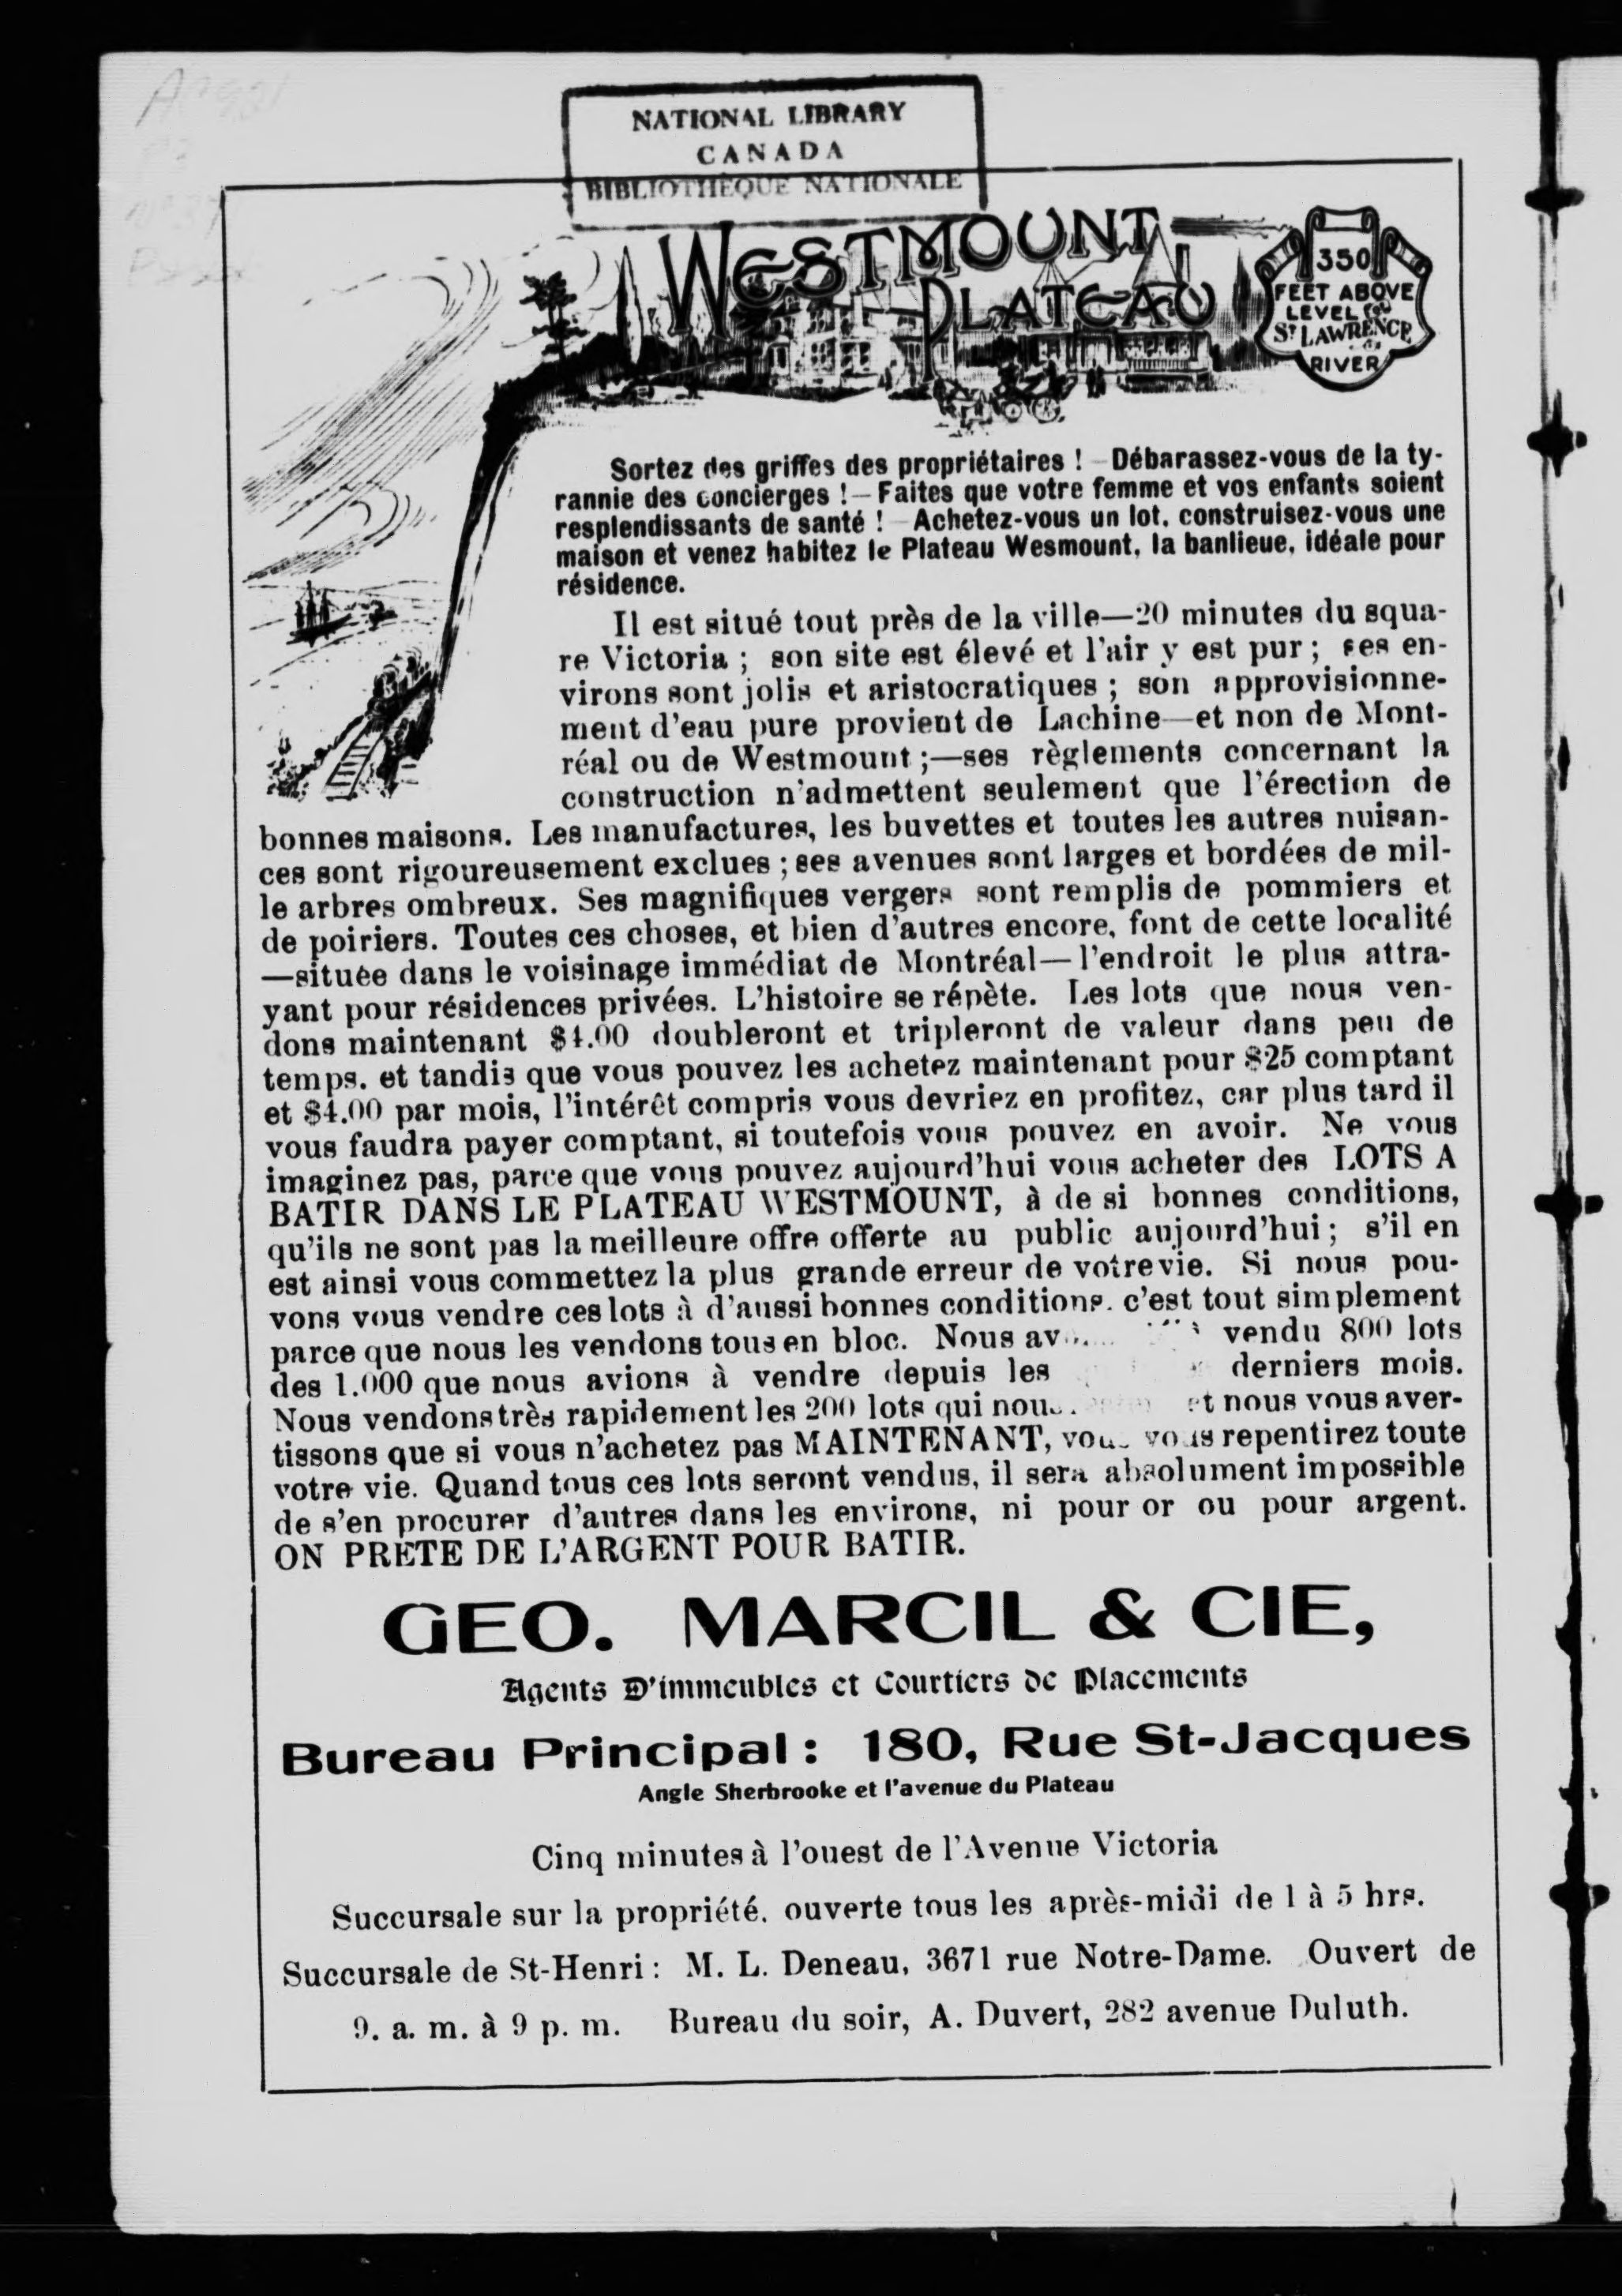 NATIONAL LIBRARY
CANADA
BIBLIOTHÈQUE NATIONALE
WESTMOUNT
PLATEAU
350
FEET ABOVE
LEVEL
ST LAWRENCE
RIVER
Sortez des griffes des propriétaires ! — Débarassez-vous de la ty-
rannie des concierges ! — Faites que votre femme et vos enfants soient
resplendissants de santé ! — Achetez-vous un lot, construisez-vous une
maison et venez habitez le Plateau Wesmount, la banlieue, idéale pour
résidence.
Il est situé tout près de la ville—20 minutes du squa-
re Victoria ; son site est élevé et l'air y est pur ; ses en-
virons sont jolis et aristocratiques ; son approvisionne-
ment d'eau pure provient de Lachine—et non de Mont-
réal ou de Westmount ;—ses règlements concernant la
construction n'admettent seulement que l'érection de
bonnes maisons. Les manufactures, les buvettes et toutes les autres nuisan-
ces sont rigoureusement exclues ; ses avenues sont larges et bordées de mil-
le arbres ombreux. Ses magnifiques vergers sont remplis de pommiers et
de poiriers. Toutes ces choses, et bien d'autres encore, font de cette localité
—située dans le voisinage immédiat de Montréal—l'endroit le plus attra-
yant pour résidences privées. L'histoire se répète. Les lots que nous ven-
dons maintenant $4.00 doubleront et tripleront de valeur dans peu de
temps. et tandis que vous pouvez les achetez maintenant pour $25 comptant
et $4.00 par mois, l'intérêt compris vous devriez en profitez, car plus tard il
vous faudra payer comptant, si toutefois vous pouvez en avoir. Ne vous
imaginez pas, parce que vous pouvez aujourd'hui vous acheter des LOTS A
BATIR DANS LE PLATEAU WESTMOUNT, à de si bonnes conditions,
qu'ils ne sont pas la meilleure offre offerte au public aujourd'hui ; s'il en
est ainsi vous commettez la plus grande erreur de votre vie. Si nous pou-
vons vous vendre ces lots à d'aussi bonnes conditions. c'est tout simplement
parce que nous les vendons tous en bloc. Nous vendu 800 lots
des 1.000 que nous avions à vendre depuis les derniers mois.
Nous vendons très rapidement les 200 lots qui nous et nous vous aver-
tissons que si vous n'achetez pas MAINTENANT, vous vous repentirez toute
votre vie. Quand tous ces lots seront vendus, il sera absolument impossible
de s'en procurer d'autres dans les environs, ni pour or ou pour argent.
ON PRETE DE L'ARGENT POUR BATIR.
GEO. MARCIL & CIE,
Agents D'immeubles et Courtiers de Placements
Bureau Principal : 180, Rue St-Jacques
Angle Sherbrooke et l'avenue du Plateau
Cinq minutes à l'ouest de l'Avenue Victoria
Succursale sur la propriété, ouverte tous les après-midi de 1 à 5 hrs.
Succursale de St-Henri : M. L. Deneau, 3671 rue Notre-Dame. Ouvert de
9. a. m. à 9 p. m. Bureau du soir, A. Duvert, 282 avenue Duluth.